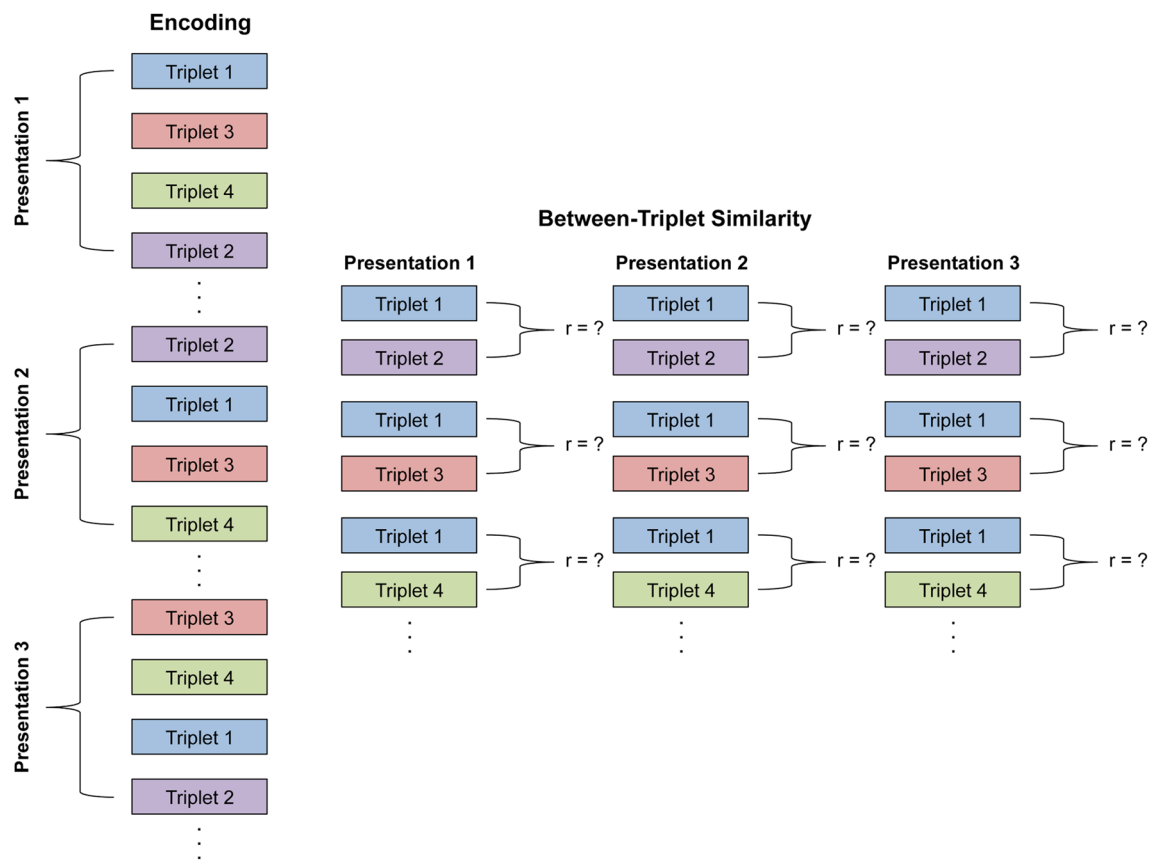 Encoding
Presentation 1
Triplet 1
Triplet 3
Triplet 4
Triplet 2
Presentation 2
Triplet 2
Triplet 1
Triplet 3
Triplet 4
Presentation 3
Triplet 3
Triplet 4
Triplet 1
Triplet 2
Between-Triplet Similarity
Presentation 1
Triplet 1
Triplet 2
r = ?
Triplet 1
Triplet 3
r = ?
Triplet 1
Triplet 4
r = ?
Presentation 2
Triplet 1
Triplet 2
r = ?
Triplet 1
Triplet 3
r = ?
Triplet 1
Triplet 4
r = ?
Presentation 3
Triplet 1
Triplet 2
r = ?
Triplet 1
Triplet 3
r = ?
Triplet 1
Triplet 4
r = ?